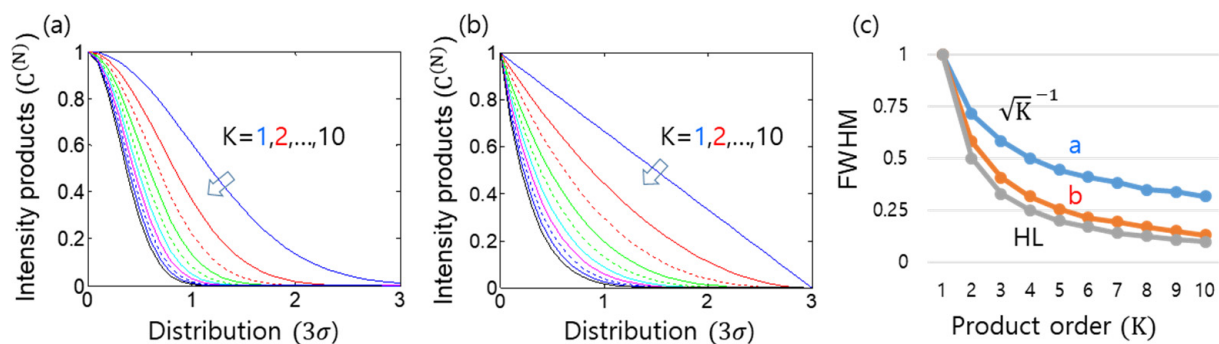 (a)
Intensity products (C^(N))
1
0.8
0.6
0.4
0.2
0
K=1,2,...,10
0 1 2 3
Distribution (3σ)
(b)
Intensity products (C^(N))
1
0.8
0.6
0.4
0.2
0
K=1,2,...,10
0 1 2 3
Distribution (3σ)
(c)
FWHM
1
0.75
0.5
0.25
0
√K^-1
a
b
HL
1 2 3 4 5 6 7 8 9 10
Product order (K)